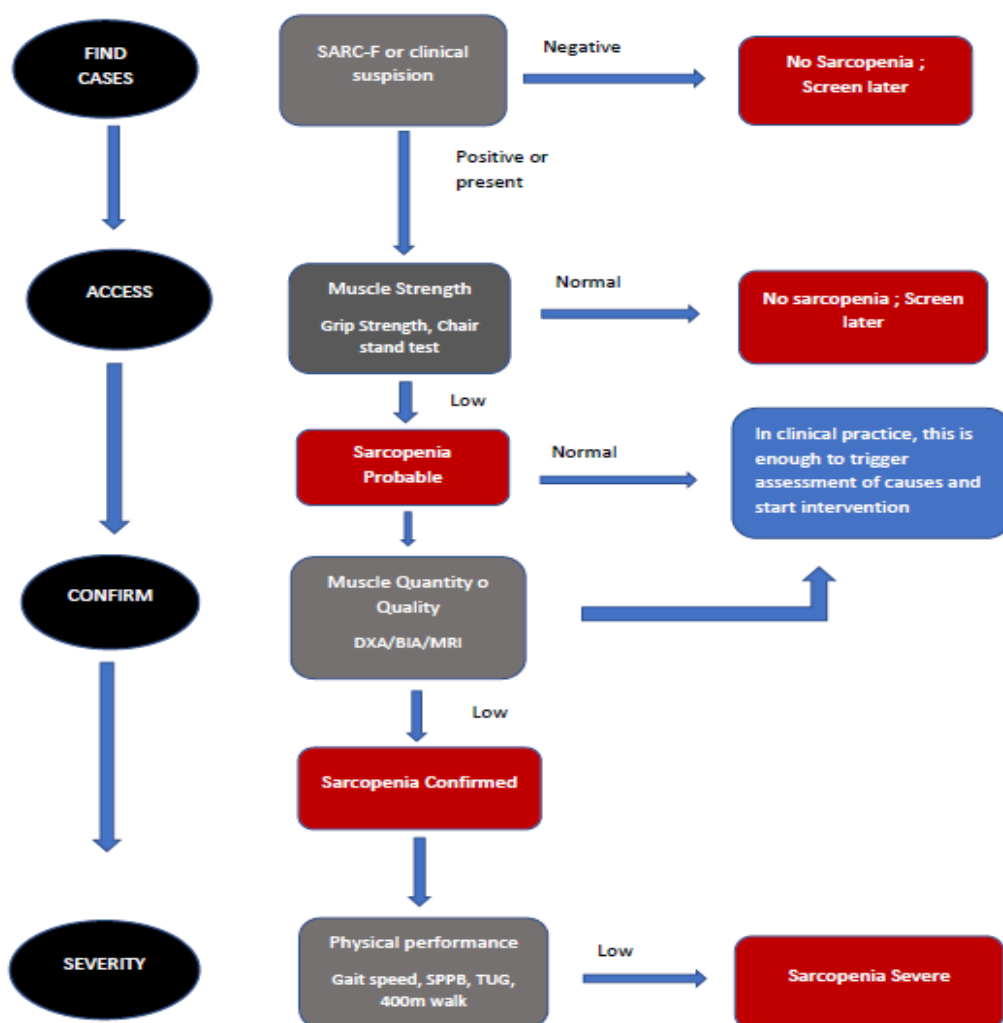 FIND
CASES
SARC-F or clinical
suspision
Negative
No Sarcopenia ;
Screen later
Positive or
present
ACCESS
Muscle Strength
Grip Strength, Chair
stand test
Normal
No sarcopenia ; Screen
later
Low
Sarcopenia
Probable
Normal
In clinical practice, this is
enough to trigger
assessment of causes and
start intervention
CONFIRM
Muscle Quantity o
Quality
DXA/BIA/MRI
Low
Sarcopenia Confirmed
SEVERITY
Physical performance
Gait speed, SPPB, TUG,
400m walk
Low
Sarcopenia Severe